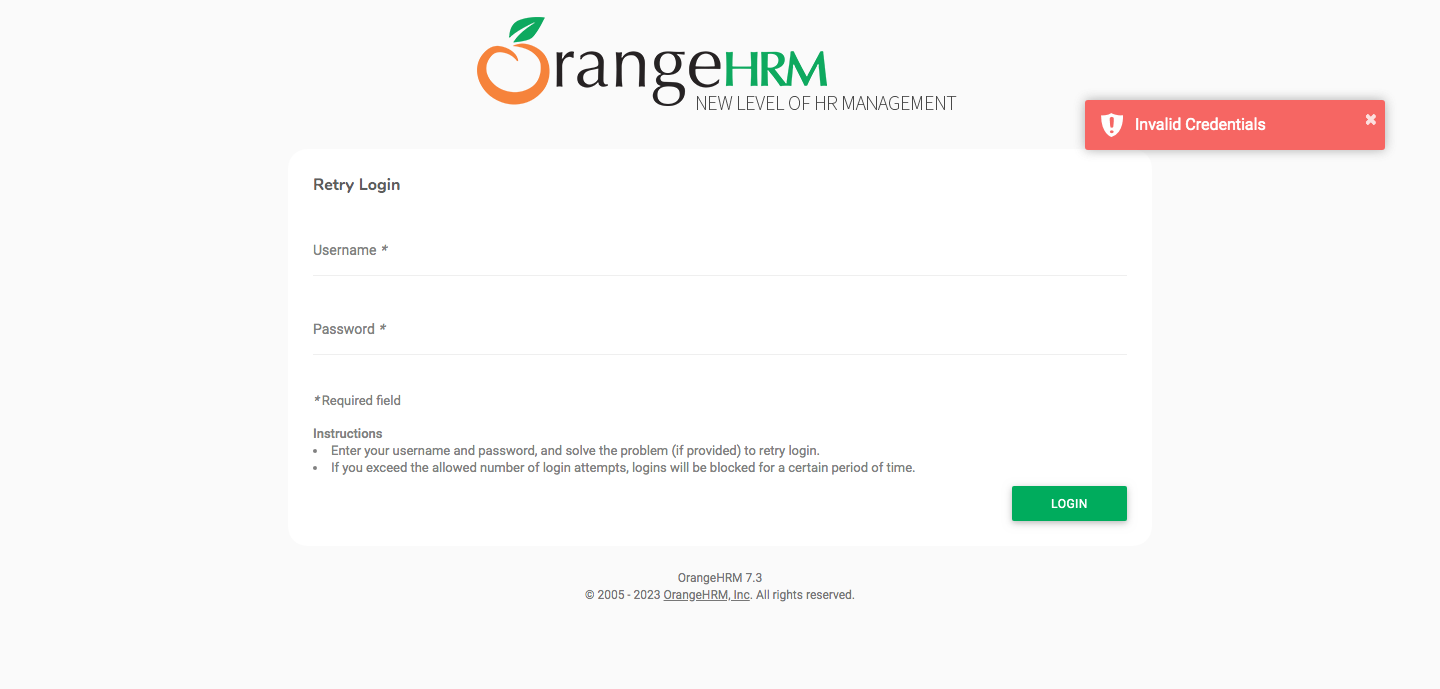 OrangeHRM
NEW LEVEL OF HR MANAGEMENT
Invalid Credentials
Retry Login
Username *
Password *
* Required field
Instructions
• Enter your username and password, and solve the problem (if provided) to retry login.
• If you exceed the allowed number of login attempts, logins will be blocked for a certain period of time.
LOGIN
OrangeHRM 7.3
© 2005 - 2023 OrangeHRM, Inc. All rights reserved.